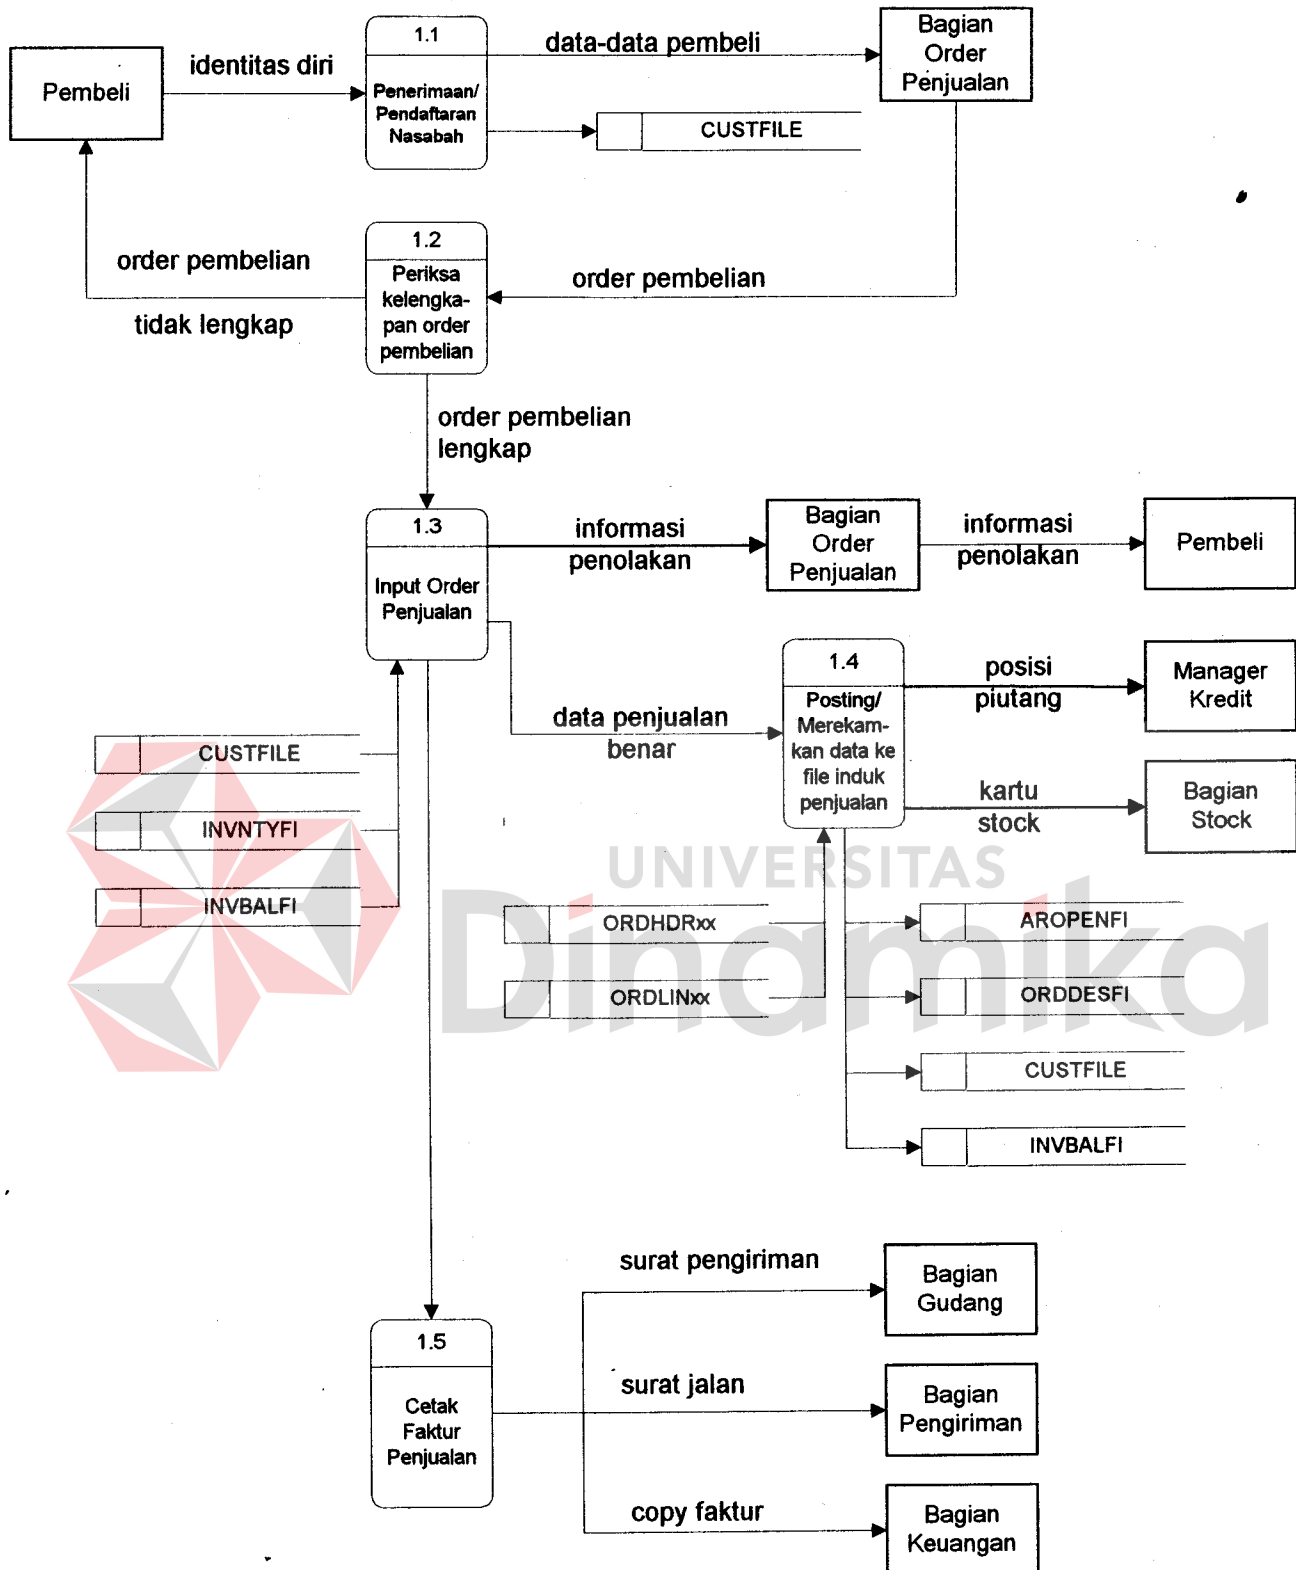 Pembeli
identitas diri
1.1
Penerimaan/
Pendaftaran
Nasabah
data-data pembeli
Bagian
Order
Penjualan
CUSTFILE
order pembelian
tidak lengkap
1.2
Periksa
kelengka-
pan order
pembelian
order pembelian
order pembelian
lengkap
1.3
Input Order
Penjualan
informasi
penolakan
Bagian
Order
Penjualan
informasi
penolakan
Pembeli
data penjualan
benar
1.4
Posting/
Merekam-
kan data ke
file induk
penjualan
posisi
piutang
Manager
Kredit
kartu
stock
Bagian
Stock
CUSTFILE
INVNTYFI
INVBALFI
UNIVERSITAS
Dinamika
ORDHDRxx
ORDLINxx
AROPENFI
ORDDESFI
CUSTFILE
INVBALFI
1.5
Cetak
Faktur
Penjualan
surat pengiriman
Bagian
Gudang
surat jalan
Bagian
Pengiriman
copy faktur
Bagian
Keuangan